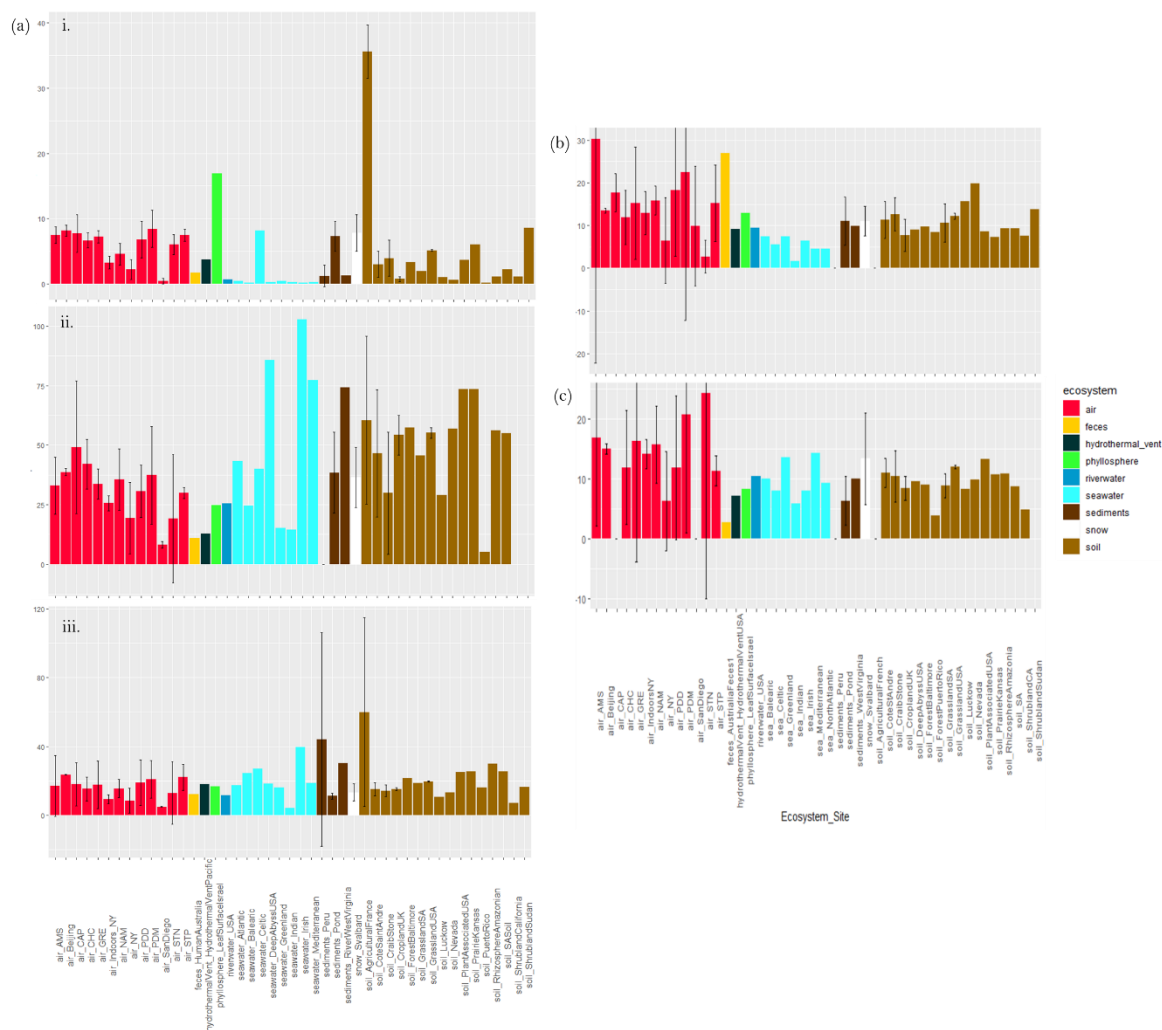 (a)
i.
40
30
20
10
0
ii.
100
75
50
25
0
iii.
120
80
40
0
air_AMS
air_Beijing
air_CAP
air_CHC
air_GRE
air_Indoors_NY
air_NAM
air_NY
air_PDD
air_PDM
air_SanDiego
air_STN
air_STP
feces_HumanAustralia
hydrothermalVent_HydrothermalVentPacific
phyllosphere_LeafSurfaceIsrael
riverwater_USA
seawater_Atlantic
seawater_Balearic
seawater_Celtic
seawater_DeepAbyssUSA
seawater_Greenland
seawater_Indian
seawater_Irish
seawater_Mediterranean
sediments_Peru
sediments_Pond
sediments_RiverWestVirginia
snow_Svalbard
soil_AgriculturalFrance
soil_CoteSaintAndre
soil_CraibStone
soil_CroplandUK
soil_ForestBaltimore
soil_GrasslandSA
soil_GrasslandUSA
soil_Luckow
soil_Nevada
soil_PlantAssociatedUSA
soil_PrairieKansas
soil_PuertoRico
soil_RhizosphereAmazonian
soil_SASoil
soil_ShrublandCalifornia
soil_ShrublandSudan
(b)
30
20
10
0
-10
-20
(c)
20
10
0
-10
air_AMS
air_Beijing
air_CAP
air_CHC
air_GRE
air_IndoorsNY
air_NAM
air_NY
air_PDD
air_PDM
air_SanDiego
air_STN
air_STP
feces_AustraliaFeces1
hydrothermalVent_HydrothermalVentUSA
phyllosphere_LeafSurfaceIsrael
riverwater_USA
sea_Balearic
sea_Celtic
sea_Greenland
sea_Indian
sea_Irish
sea_Mediterranean
sea_NorthAtlantic
sediments_Peru
sediments_Pond
sediments_WestVirginia
snow_Svalbard
soil_AgriculturalFrench
soil_CoteStAndre
soil_CraibStone
soil_CroplandUK
soil_DeepAbyssUSA
soil_ForestBaltimore
soil_ForestPuertoRico
soil_GrasslandSA
soil_GrasslandUSA
soil_Luckow
soil_Nevada
soil_PlantAssociatedUSA
soil_PrairieKansas
soil_RhizosphereAmazonia
soil_SA
soil_ShrublandCA
soil_ShrublandSudan
Ecosystem_Site
ecosystem
air
feces
hydrothermal_vent
phyllosphere
riverwater
seawater
sediments
snow
soil